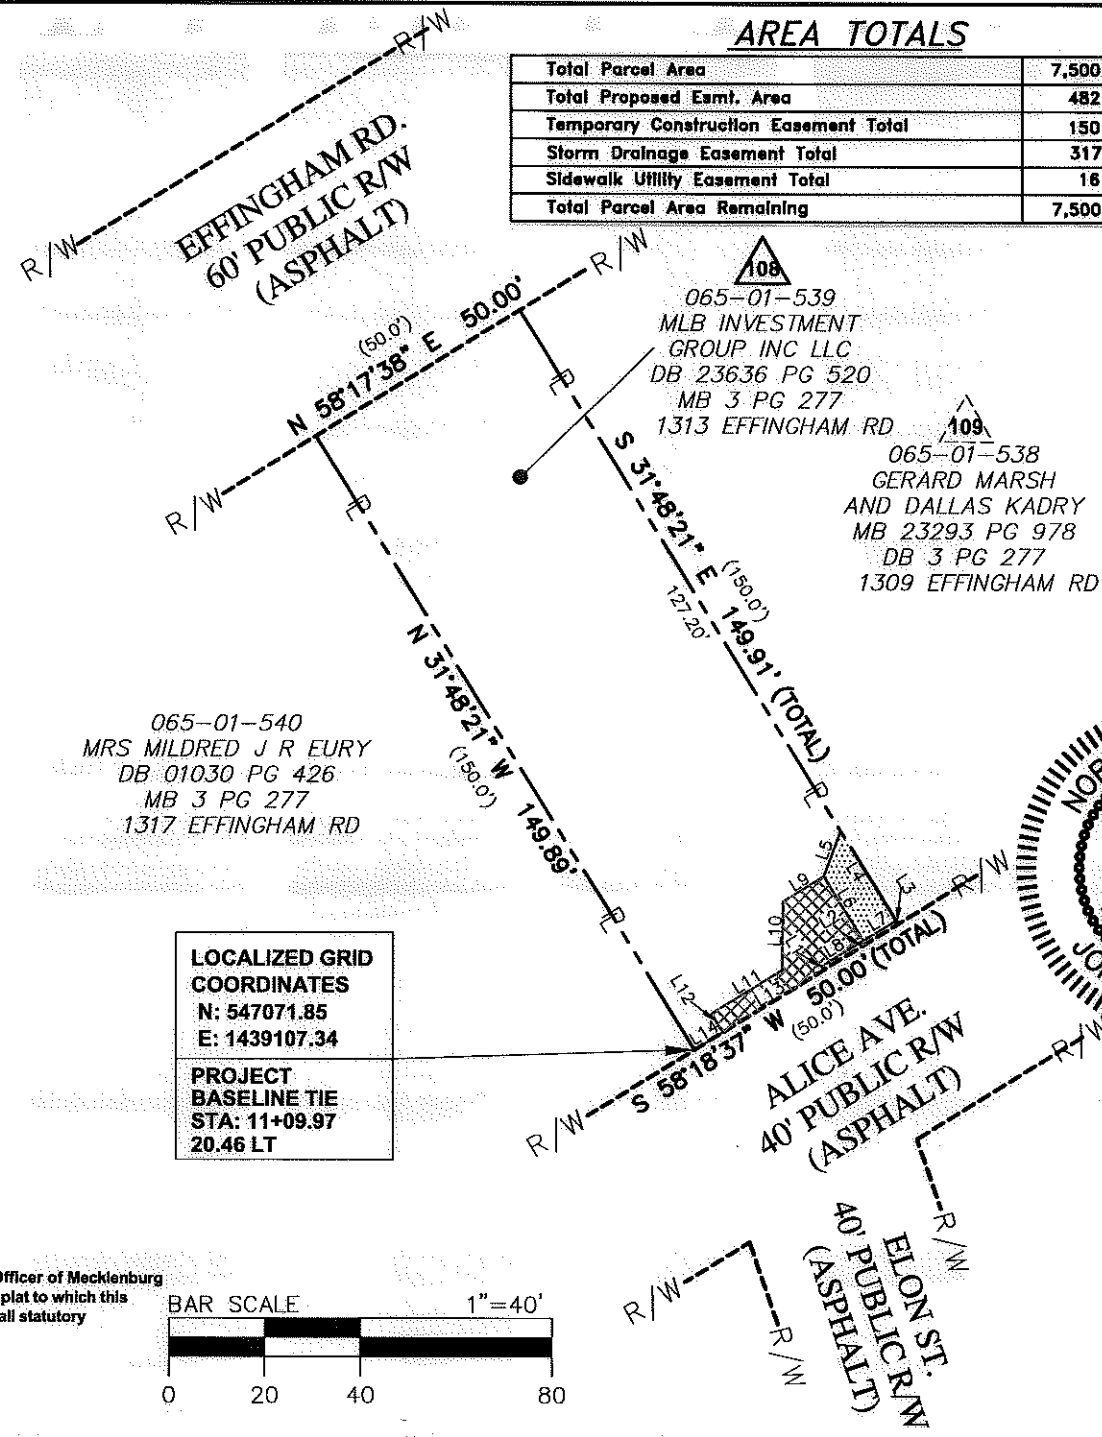 AREA TOTALS
Total Parcel Area 7,500
Total Proposed Esmt. Area 482
Temporary Construction Easement Total 150
Storm Drainage Easement Total 317
Sidewalk Utility Easement Total 16
Total Parcel Area Remaining 7,500
R/W
R/W
EFFINGHAM RD.
60' PUBLIC R/W
(ASPHALT)
R/W
R/W
(50.0')
N 58°17'38" E 50.00'
108
065-01-539
MLB INVESTMENT
GROUP INC LLC
DB 23636 PG 520
MB 3 PG 277
1313 EFFINGHAM RD
109
065-01-538
GERARD MARSH
AND DALLAS KADRY
MB 23293 PG 978
DB 3 PG 277
1309 EFFINGHAM RD
PL
PL
S 31°48'21" E 149.91' (TOTAL)
(150.0')
127.20'
N 31°48'21" W 149.89'
(150.0')
065-01-540
MRS MILDRED J R EURY
DB 01030 PG 426
MB 3 PG 277
1317 EFFINGHAM RD
PL
PL
L5
L4
L3
L9
L6
L2
L10
L1
L7
L8
L11
L12
L13
L14
R/W
S 58°18'37" W 50.00' (TOTAL)
(50.0')
R/W
LOCALIZED GRID
COORDINATES
N: 547071.85
E: 1439107.34
PROJECT
BASELINE TIE
STA: 11+09.97
20.46 LT
ALICE AVE.
40' PUBLIC R/W
(ASPHALT)
R/W
R/W
R/W
R/W
ELON ST.
40' PUBLIC R/W
(ASPHALT)
NOR
JO
Officer of Mecklenburg
plat to which this
all statutory
BAR SCALE 1"=40'
0 20 40 80